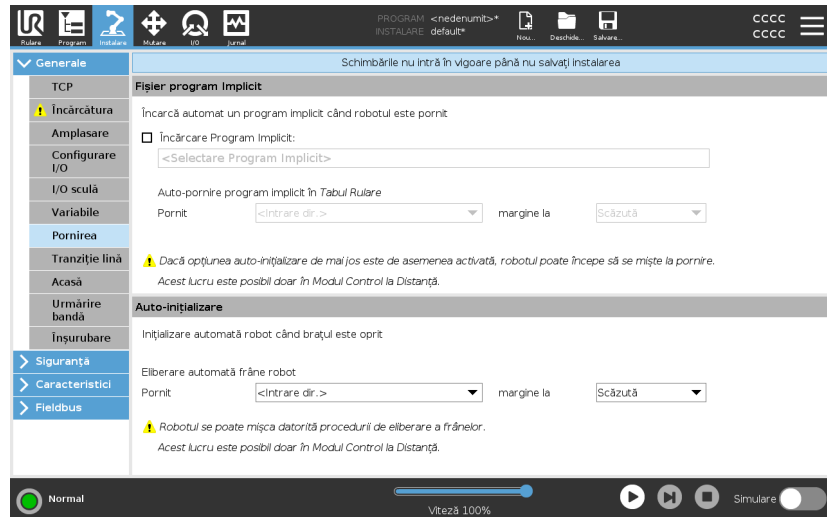 PROGRAM <nedenumit>*
INSTALARE default*
CCCC
CCCC
Rulare Program Instalare Mutare I/O Jurnal
Nou... Deschide... Salvare...
Generale
Schimbările nu intră în vigoare până nu salvați instalarea
TCP
Încărcătura
Amplasare
Configurare I/O
I/O sculă
Variabile
Pornirea
Tranziție lină
Acasă
Urmărire bandă
Înșurubare
Siguranță
Caracteristici
Fieldbus
Fișier program Implicit
Încarcă automat un program implicit când robotul este pornit
Încărcare Program Implicit:
<Selectare Program Implicit>
Auto-pornire program implicit în Tabul Rulare
Pornit <Intrare dir.> margine la Scăzută
Dacă opțiunea auto-inițializare de mai jos este de asemenea activată, robotul poate începe să se miște la pornire.
Acest lucru este posibil doar în Modul Control la Distanță.
Auto-inițializare
Inițializare automată robot când brațul este oprit
Eliberare automată frâne robot
Pornit <Intrare dir.> margine la Scăzută
Robotul se poate mișca datorită procedurii de eliberare a frânelor.
Acest lucru este posibil doar în Modul Control la Distanță.
Normal
Viteză 100%
Simulare